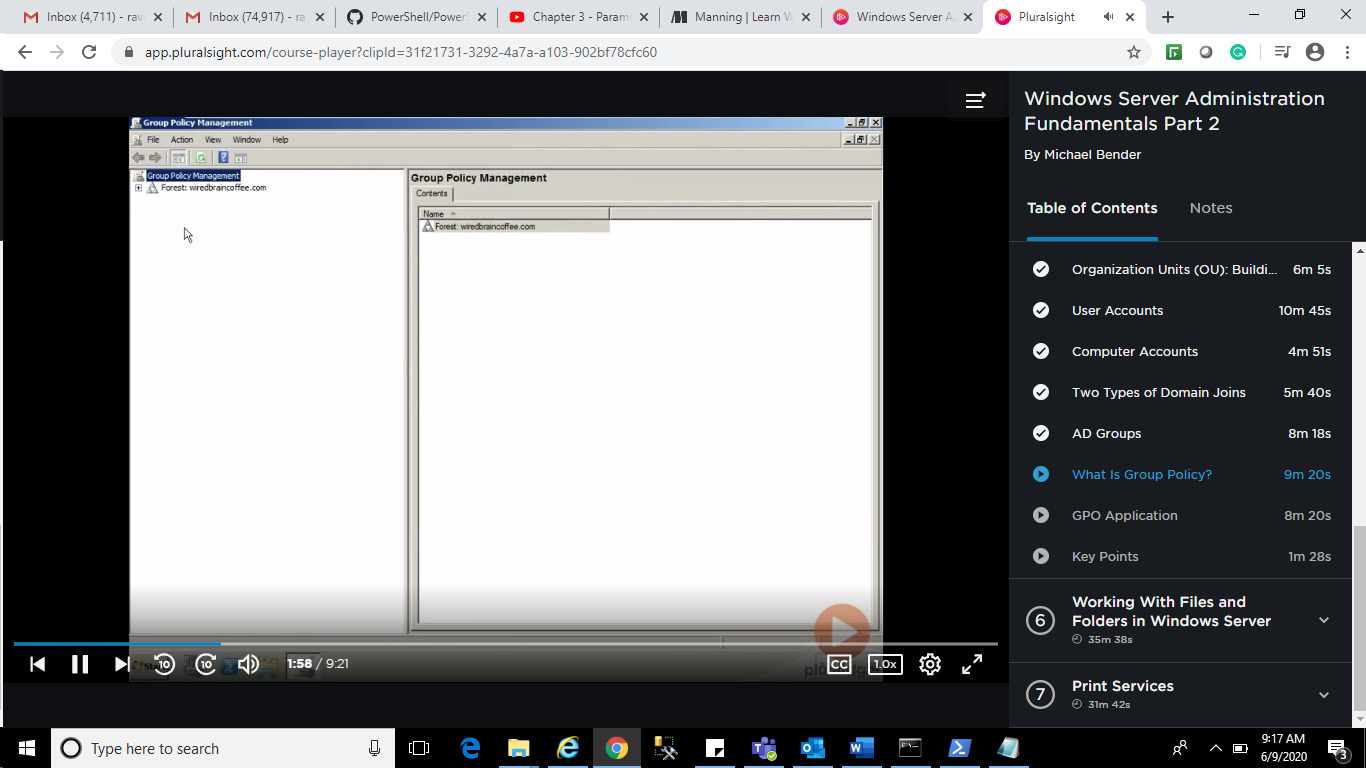 Inbox (4,711) - rav
Inbox (74,917) - ra
PowerShell/Power
Chapter 3 - Param
Manning | Learn W
Windows Server A
Pluralsight
app.pluralsight.com/course-player?clipId=31f21731-3292-4a7a-a103-902bf78cfc60
Group Policy Management
File Action View Window Help
Group Policy Management
Forest: wiredbraincoffee.com
Group Policy Management
Contents
Name
Forest: wiredbraincoffee.com
10 10 1:58 / 9:21 CC 1.0x
Windows Server Administration
Fundamentals Part 2
By Michael Bender
Table of Contents Notes
Organization Units (OU): Buildi... 6m 5s
User Accounts 10m 45s
Computer Accounts 4m 51s
Two Types of Domain Joins 5m 40s
AD Groups 8m 18s
What Is Group Policy? 9m 20s
GPO Application 8m 20s
Key Points 1m 28s
6 Working With Files and
Folders in Windows Server
35m 38s
7 Print Services
31m 42s
Type here to search
9:17 AM
6/9/2020
3